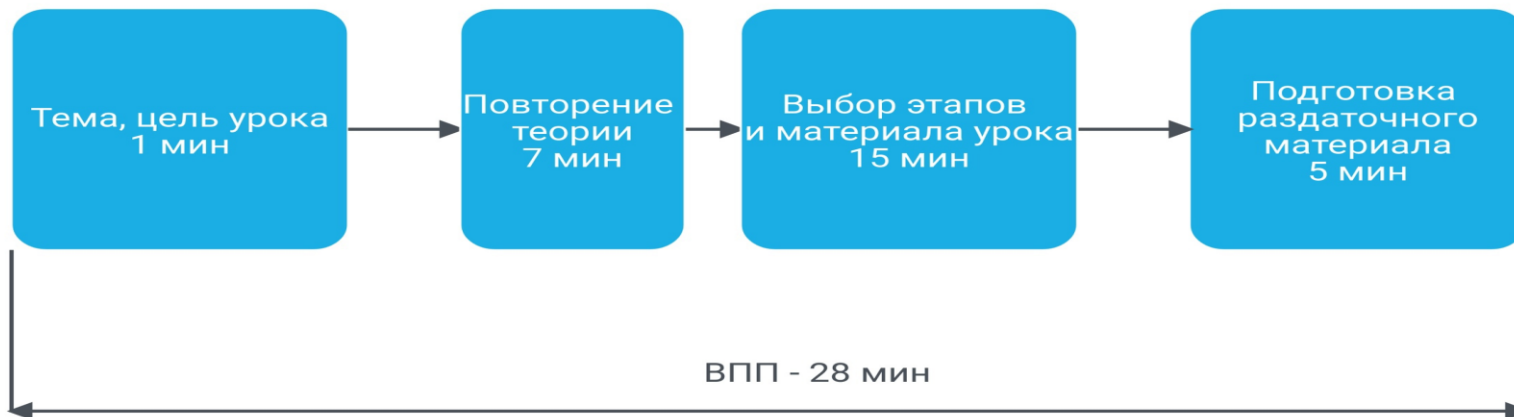 Тема, цель урока
1 мин
Повторение
теории
7 мин
Выбор этапов
и материала урока
15 мин
Подготовка
раздаточного
материала
5 мин
ВПП - 28 мин